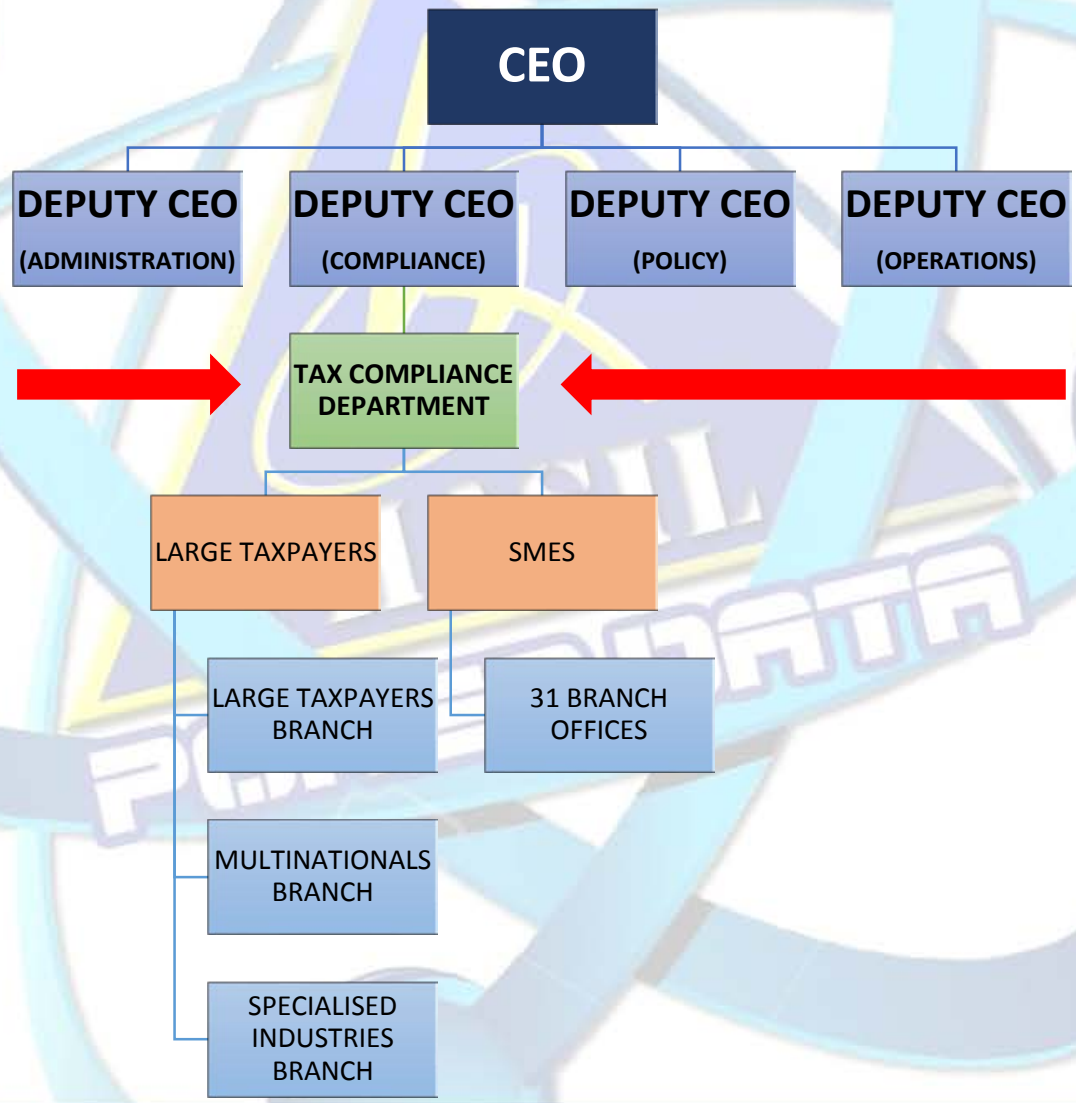 CEO
DEPUTY CEO
(ADMINISTRATION)
DEPUTY CEO
(COMPLIANCE)
DEPUTY CEO
(POLICY)
DEPUTY CEO
(OPERATIONS)
TAX COMPLIANCE
DEPARTMENT
LARGE TAXPAYERS
SMES
LARGE TAXPAYERS
BRANCH
31 BRANCH
OFFICES
MULTINATIONALS
BRANCH
SPECIALISED
INDUSTRIES
BRANCH